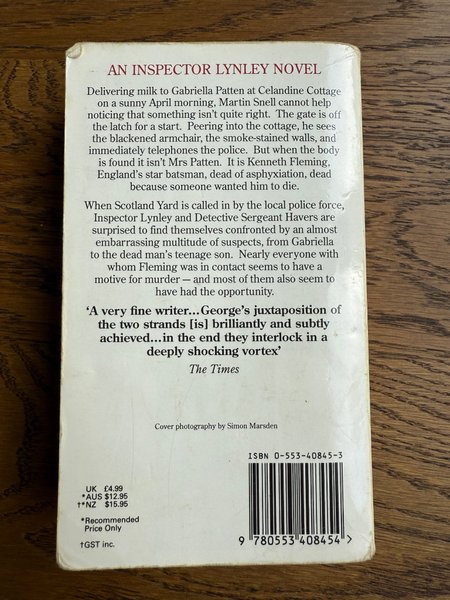 AN INSPECTOR LYNLEY NOVEL
Delivering milk to Gabriella Patten at Celandine Cottage
on a sunny April morning, Martin Snell cannot help
noticing that something isn't quite right. The gate is off
the latch for a start. Peering into the cottage, he sees
the blackened armchair, the smoke-stained walls, and
immediately telephones the police. But when the body
is found it isn't Mrs Patten. It is Kenneth Fleming,
England's star batsman, dead of asphyxiation, dead
because someone wanted him to die.
When Scotland Yard is called in by the local police force,
Inspector Lynley and Detective Sergeant Havers are
surprised to find themselves confronted by an almost
embarrassing multitude of suspects, from Gabriella
to the dead man's teenage son. Nearly everyone with
whom Fleming was in contact seems to have a
motive for murder – and most of them also seem to
have had the opportunity.
'A very fine writer...George's juxtaposition of
the two strands [is] brilliantly and subtly
achieved...in the end they interlock in a
deeply shocking vortex'
The Times
Cover photography by Simon Marsden
ISBN 0-553-40845-3
UK £4.99
*AUS $12.95
†*NZ $15.95
*Recommended
Price Only
†GST inc.
9 780553 408454 >